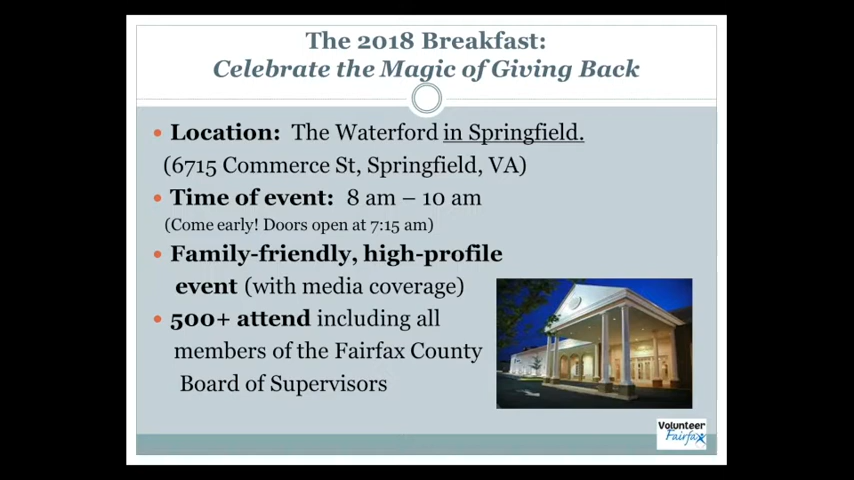 The 2018 Breakfast:
Celebrate the Magic of Giving Back
• Location: The Waterford in Springfield.
(6715 Commerce St, Springfield, VA)
• Time of event: 8 am – 10 am
(Come early! Doors open at 7:15 am)
• Family-friendly, high-profile
event (with media coverage)
• 500+ attend including all
members of the Fairfax County
Board of Supervisors
Volunteer
Fairfax